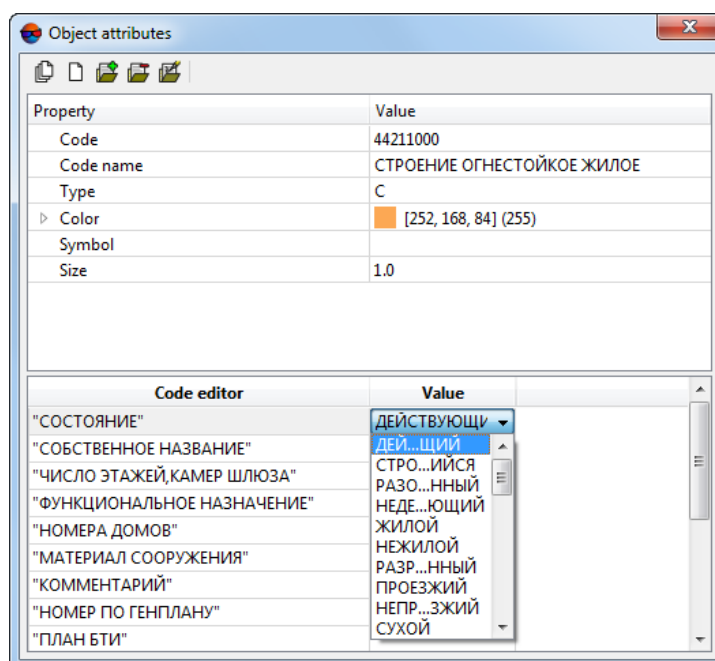 Object attributes
Property Value
Code 44211000
Code name СТРОЕНИЕ ОГНЕСТОЙКОЕ ЖИЛОЕ
Type C
Color [252, 168, 84] (255)
Symbol
Size 1.0
Code editor Value
"СОСТОЯНИЕ" ДЕЙСТВУЮЩИ
"СОБСТВЕННОЕ НАЗВАНИЕ" ДЕЙ...ЩИЙ
"ЧИСЛО ЭТАЖЕЙ,КАМЕР ШЛЮЗА" СТРО...ИЙСЯ
РАЗО...ННЫЙ
"ФУНКЦИОНАЛЬНОЕ НАЗНАЧЕНИЕ" НЕДЕ...ЮЩИЙ
"НОМЕРА ДОМОВ" ЖИЛОЙ
НЕЖИЛОЙ
"МАТЕРИАЛ СООРУЖЕНИЯ" РАЗР...ННЫЙ
"КОММЕНТАРИЙ" ПРОЕЗЖИЙ
"НОМЕР ПО ГЕНПЛАНУ" НЕПР...ЗЖИЙ
"ПЛАН БТИ" СУХОЙ